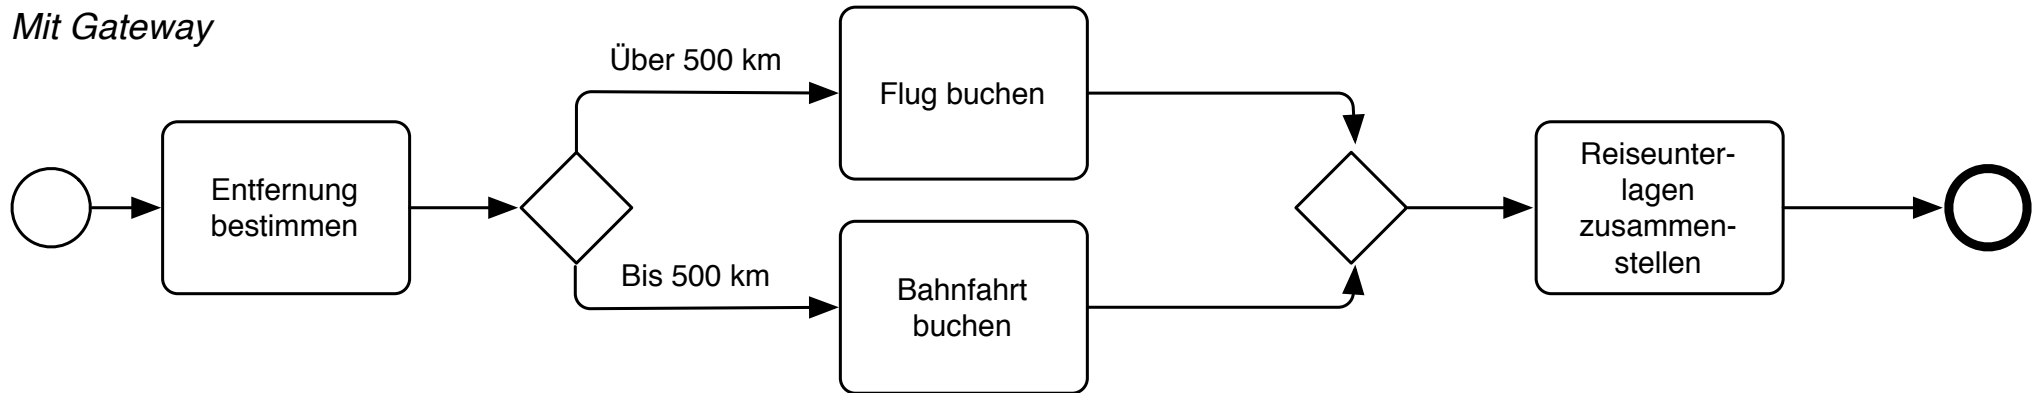 Mit Gateway
Über 500 km
Flug buchen
Entfernung
bestimmen
Bis 500 km
Bahnfahrt
buchen
Reiseunter-
lagen
zusammen-
stellen